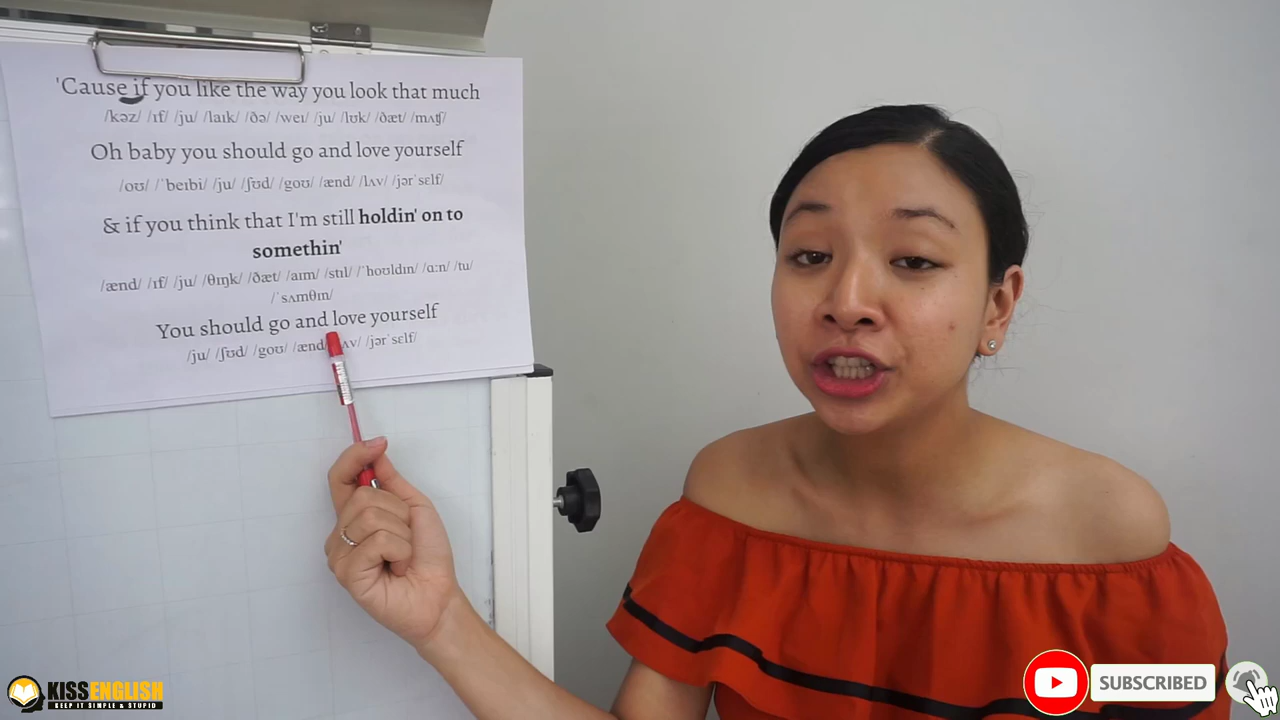 'Cause if you like the way you look that much
/kəz/ /ɪf/ /ju/ /laɪk/ /ðə/ /weɪ/ /ju/ /lʊk/ /ðæt/ /mʌʧ/
Oh baby you should go and love yourself
/oʊ/ /ˈbeɪbi/ /ju/ /ʃʊd/ /goʊ/ /ænd/ /lʌv/ /jərˈsɛlf/
& if you think that I'm still holdin' on to
somethin'
/ænd/ /ɪf/ /ju/ /θɪŋk/ /ðæt/ /aɪm/ /stɪl/ /ˈhoʊldɪn/ /ɑːn/ /tu/
/ˈsʌmθɪn/
You should go and love yourself
/ju/ /ʃʊd/ /goʊ/ /ænd/ /jərˈsɛlf/
KISSENGLISH
KEEP IT SIMPLE & STUPID
SUBSCRIBED